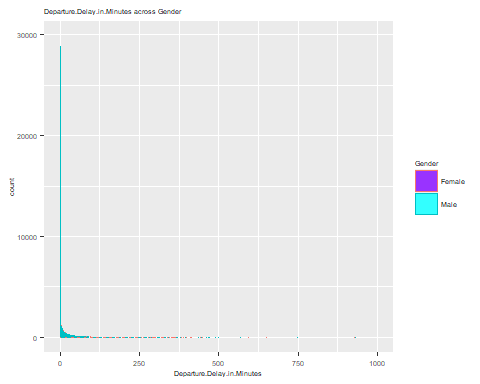 Departure.Delay.in.Minutes across Gender
30000
20000
10000
0
count
0
250
500
750
1000
Departure.Delay.in.Minutes
Gender
Female
Male